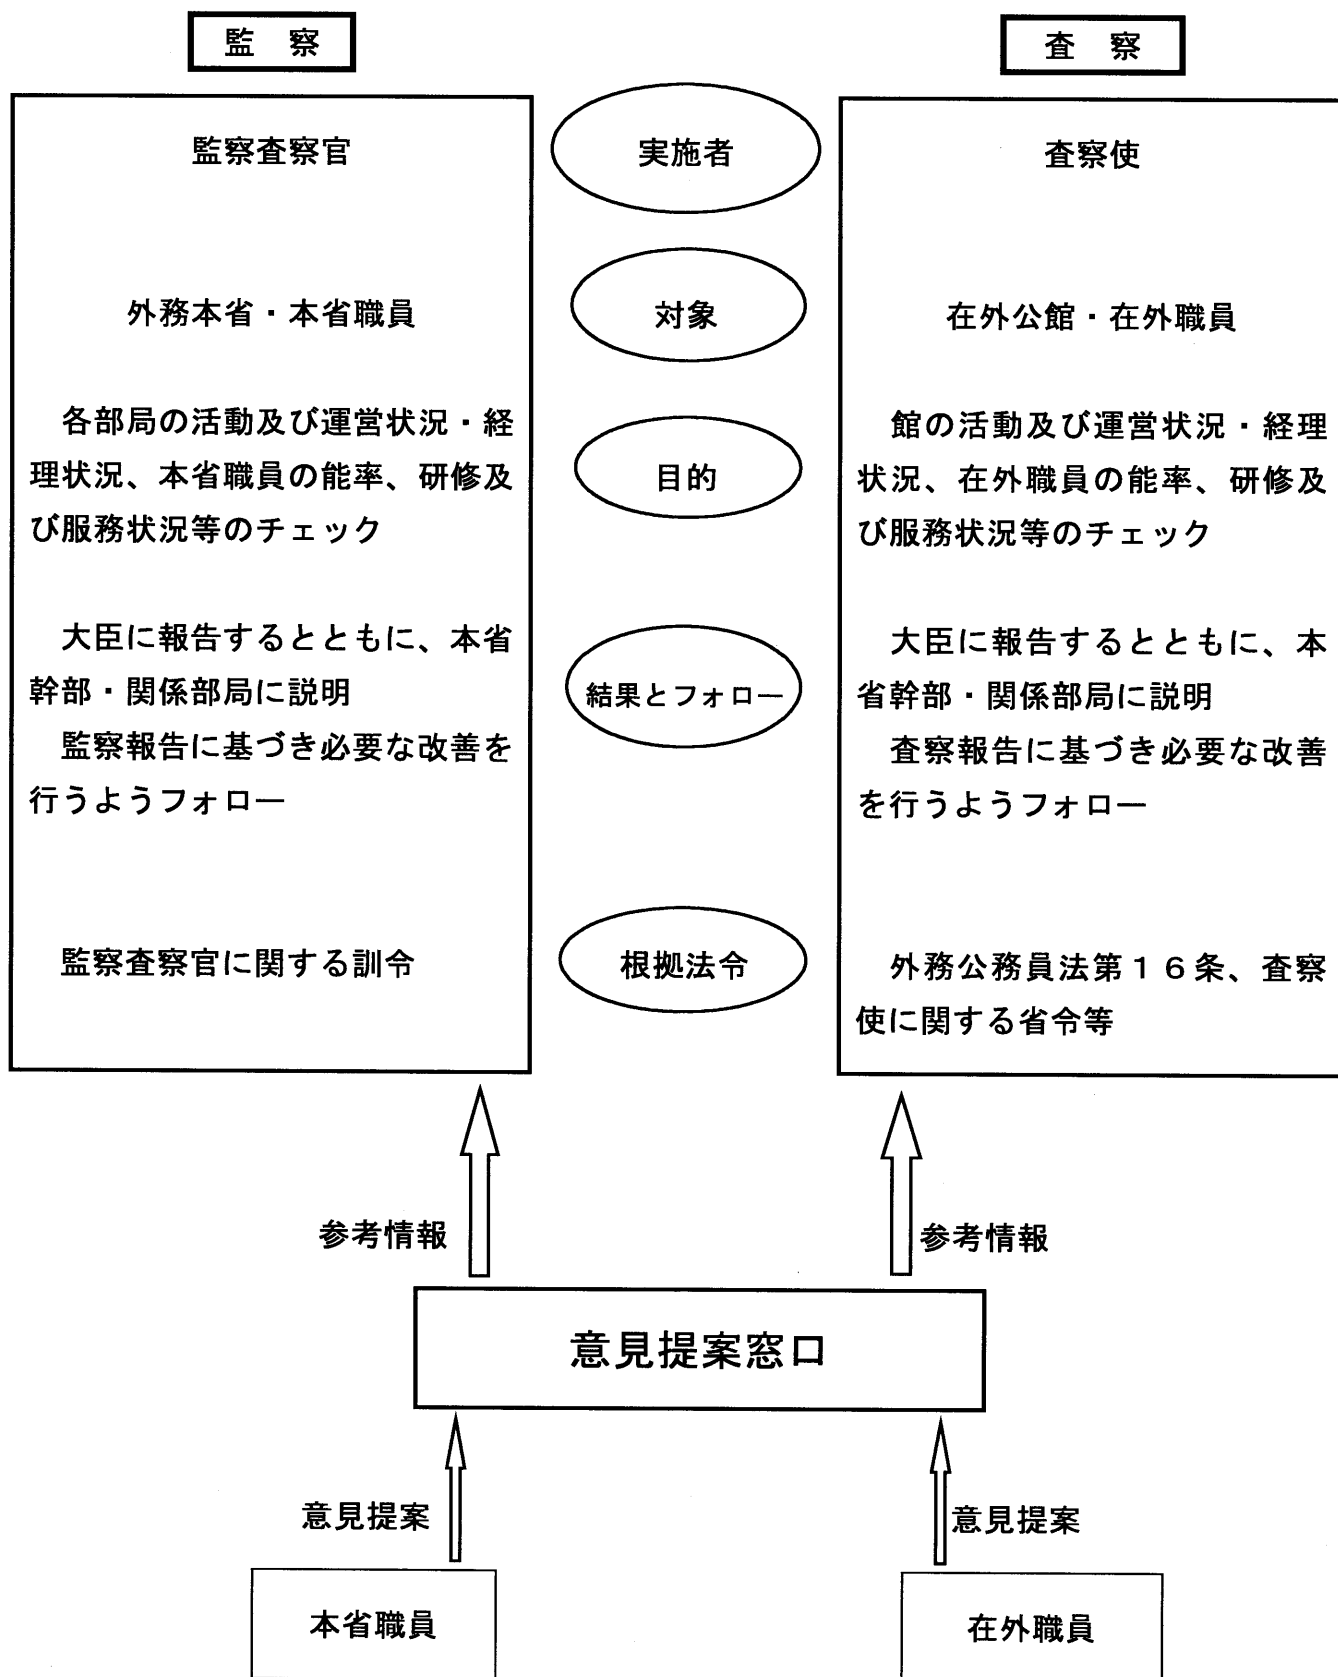 監 察
査 察
監察査察官
実施者
査察使
外務本省・本省職員
対象
在外公館・在外職員
各部局の活動及び運営状況・経
理状況、本省職員の能率、研修及
び服務状況等のチェック
目的
館の活動及び運営状況・経理
状況、在外職員の能率、研修及
び服務状況等のチェック
大臣に報告するとともに、本省
幹部・関係部局に説明
監察報告に基づき必要な改善を
行うようフォロー
結果とフォロー
大臣に報告するとともに、本
省幹部・関係部局に説明
査察報告に基づき必要な改善
を行うようフォロー
監察査察官に関する訓令
根拠法令
外務公務員法第16条、査察
使に関する省令等
参考情報
参考情報
意見提案窓口
意見提案
意見提案
本省職員
在外職員